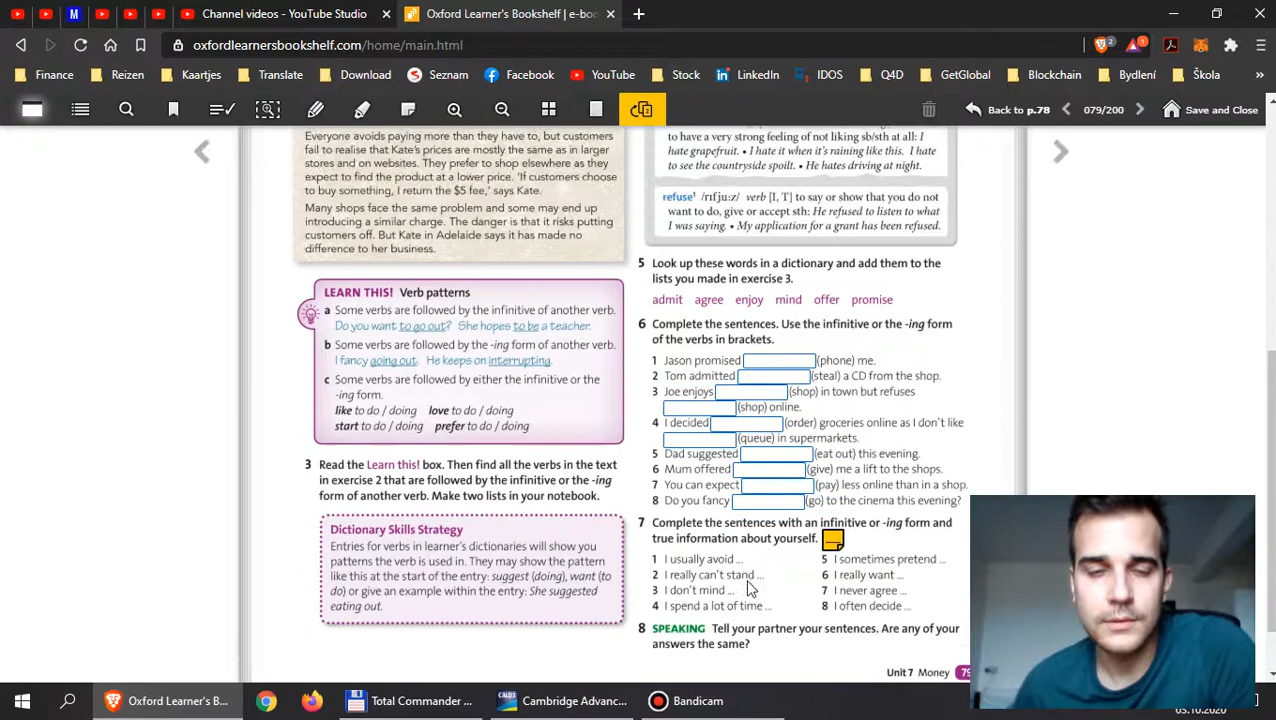 Channel videos - YouTube Studio
Oxford Learner's Bookshelf | e-boo
oxfordlearnersbookshelf.com/home/main.html
2
1
Finance
Reizen
Kaartjes
Translate
Download
Seznam
Facebook
YouTube
Stock
LinkedIn
IDOS
Q4D
GetGlobal
Blockchain
Bydlení
Škola
»
Back to p.78
079/200
Save and Close
Everyone avoids paying more than they have to, but customers
fail to realise that Kate's prices are mostly the same as in larger
stores and on websites. They prefer to shop elsewhere as they
expect to find the product at a lower price. 'If customers choose
to buy something, I return the $5 fee,' says Kate.
Many shops face the same problem and some may end up
introducing a similar charge. The danger is that it risks putting
customers off. But Kate in Adelaide says it has made no
difference to her business.
LEARN THIS! Verb patterns
a Some verbs are followed by the infinitive of another verb.
Do you want to go out? She hopes to be a teacher.
b Some verbs are followed by the -ing form of another verb.
I fancy going out. He keeps on interrupting.
c Some verbs are followed by either the infinitive or the
-ing form.
like to do / doing love to do / doing
start to do / doing prefer to do / doing
3 Read the Learn this! box. Then find all the verbs in the text
in exercise 2 that are followed by the infinitive or the -ing
form of another verb. Make two lists in your notebook.
Dictionary Skills Strategy
Entries for verbs in learner's dictionaries will show you
patterns the verb is used in. They may show the pattern
like this at the start of the entry: suggest (doing), want (to
do) or give an example within the entry: She suggested
eating out.
to have a very strong feeling of not liking sb/sth at all: I
hate grapefruit. • I hate it when it's raining like this. I hate
to see the countryside spoilt. • He hates driving at night.
refuse¹ /rɪfjuːz/ verb [I, T] to say or show that you do not
want to do, give or accept sth: He refused to listen to what
I was saying. • My application for a grant has been refused.
5 Look up these words in a dictionary and add them to the
lists you made in exercise 3.
admit agree enjoy mind offer promise
6 Complete the sentences. Use the infinitive or the -ing form
of the verbs in brackets.
1 Jason promised (phone) me.
2 Tom admitted (steal) a CD from the shop.
3 Joe enjoys (shop) in town but refuses
(shop) online.
4 I decided (order) groceries online as I don't like
(queue) in supermarkets.
5 Dad suggested (eat out) this evening.
6 Mum offered (give) me a lift to the shops.
7 You can expect (pay) less online than in a shop.
8 Do you fancy (go) to the cinema this evening?
7 Complete the sentences with an infinitive or -ing form and
true information about yourself.
1 I usually avoid ...
2 I really can't stand ...
3 I don't mind ...
4 I spend a lot of time ...
5 I sometimes pretend ...
6 I really want ...
7 I never agree ...
8 I often decide ...
8 SPEAKING Tell your partner your sentences. Are any of your
answers the same?
Unit 7 Money 79
Oxford Learner's B...
Total Commander ...
Cambridge Advanc...
Bandicam
03.10.2020